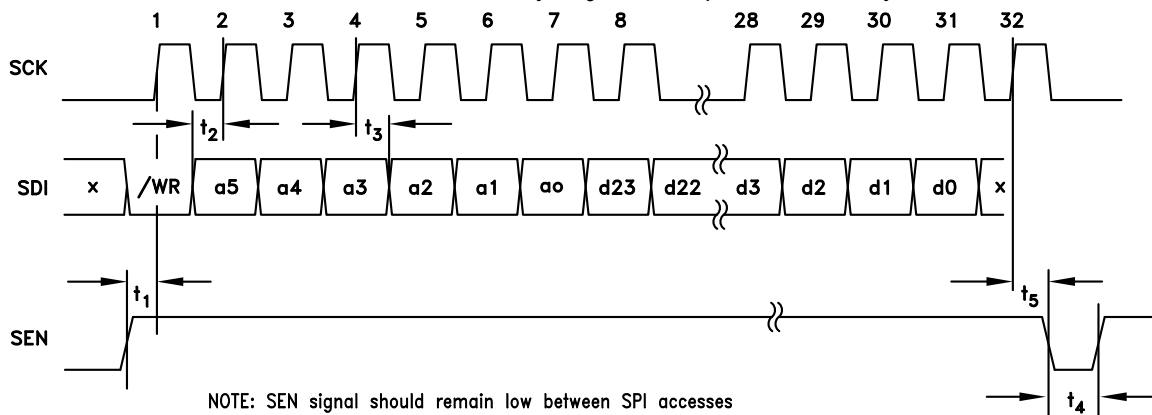 1 2 3 4 5 6 7 8 28 29 30 31 32
SCK
t2 t3
SDI x /WR a5 a4 a3 a2 a1 ao d23 d22 d3 d2 d1 d0 x
t1 t5
SEN
NOTE: SEN signal should remain low between SPI accesses
t4